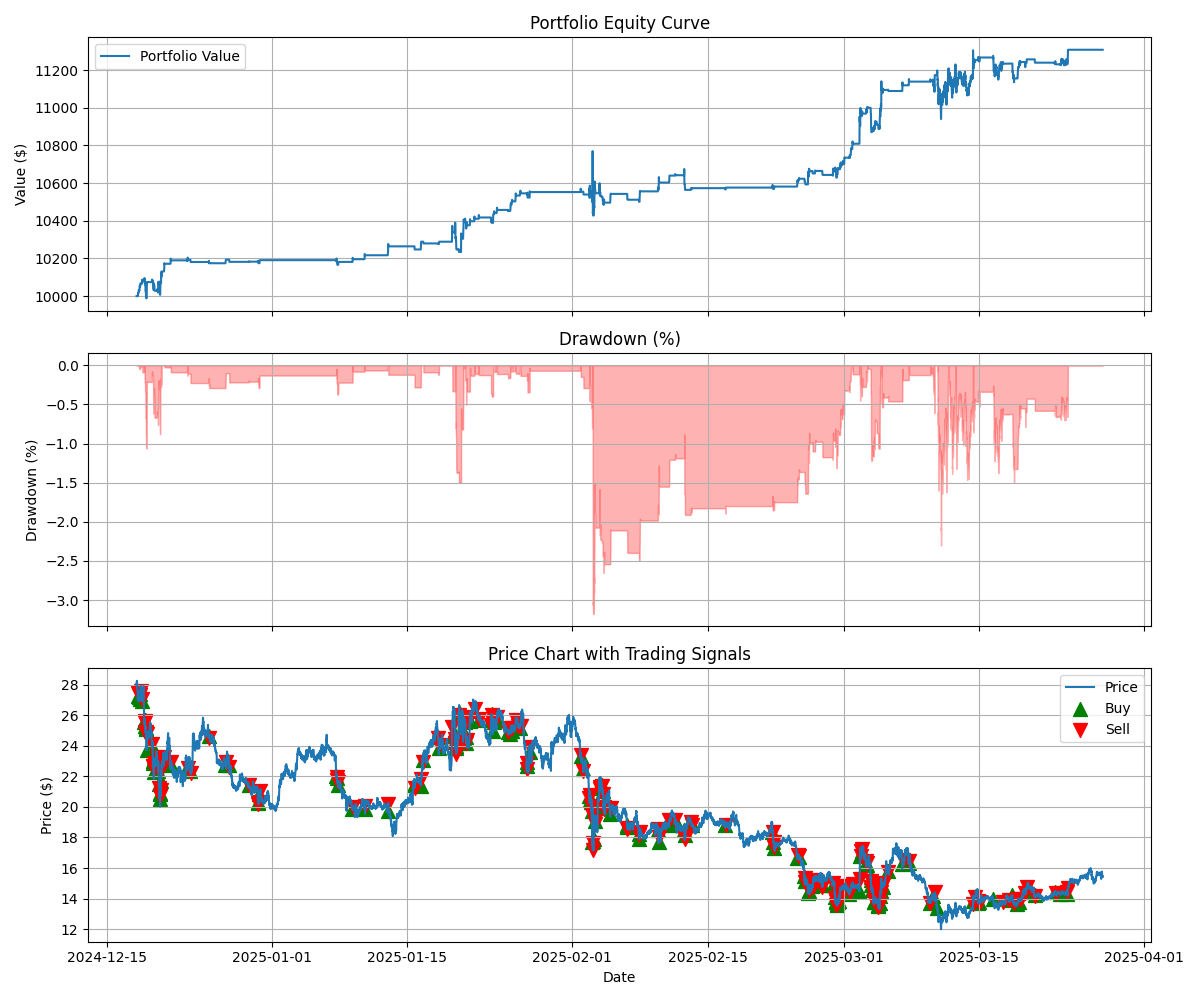 Portfolio Equity Curve
Portfolio Value
Value ($)
11200
11000
10800
10600
10400
10200
10000
Drawdown (%)
Drawdown (%)
0.0
−0.5
−1.0
−1.5
−2.0
−2.5
−3.0
Price Chart with Trading Signals
Price
Buy
Sell
Price ($)
28
26
24
22
20
18
16
14
12
2024-12-15 2025-01-01 2025-01-15 2025-02-01 2025-02-15 2025-03-01 2025-03-15 2025-04-01
Date